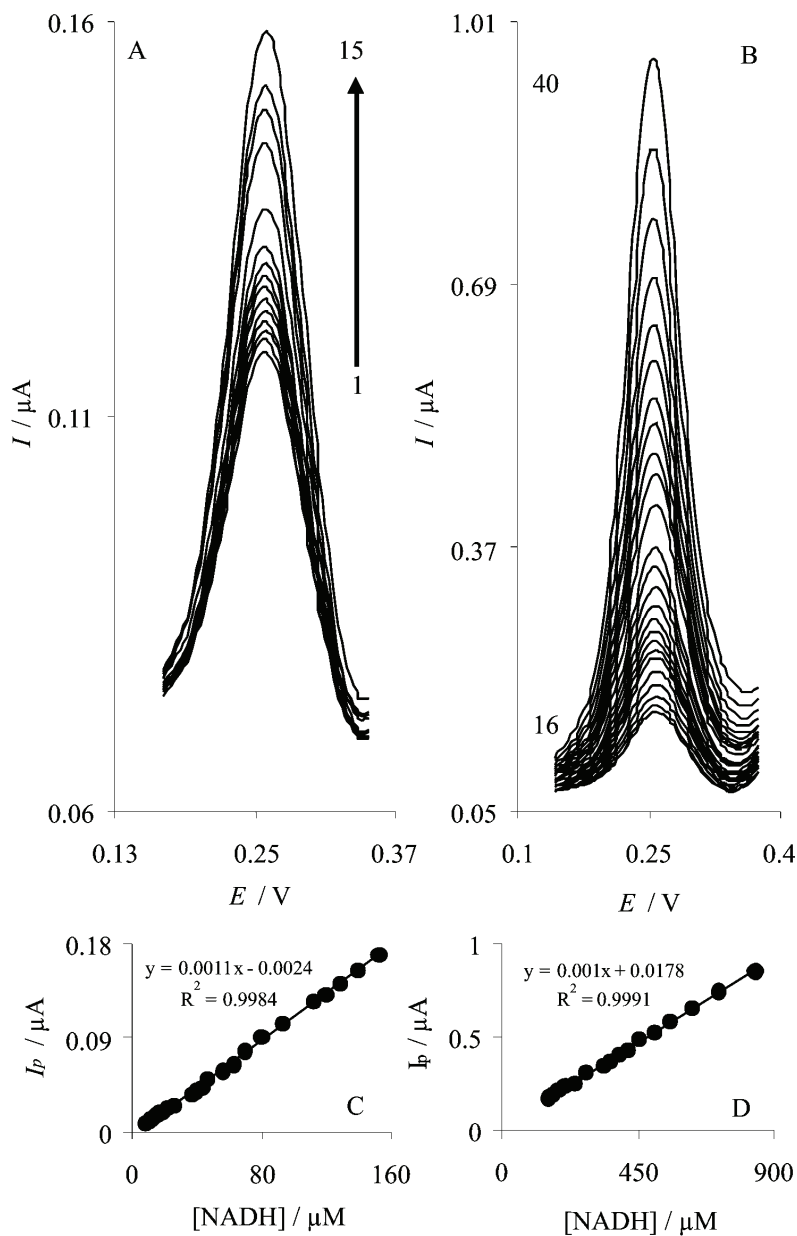 0.16
A
15
0.11
1
I / µA
0.06
0.13
0.25
0.37
E / V
1.01
B
40
0.69
I / µA
0.37
16
0.05
0.1
0.25
0.4
E / V
0.18
y = 0.0011x - 0.0024
R² = 0.9984
0.09
Ip / µA
C
0
0
80
160
[NADH] / µM
1
y = 0.001x + 0.0178
R² = 0.9991
0.5
Ip / µA
D
0
0
450
900
[NADH] / µM